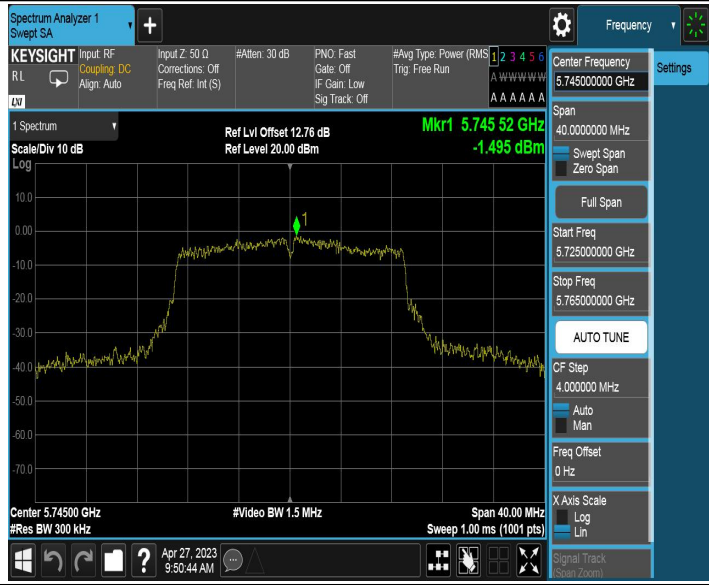 Spectrum Analyzer 1
Swept SA
Frequency
KEYSIGHT
RL
LXI
Input: RF
Coupling: DC
Align: Auto
Input Z: 50 Ω
Corrections: Off
Freq Ref: Int (S)
#Atten: 30 dB
PNO: Fast
Gate: Off
IF Gain: Low
Sig Track: Off
#Avg Type: Power (RMS
Trig: Free Run
1 2 3 4 5 6
A W W W W W
A A A A A A
1 Spectrum
Scale/Div 10 dB
Log
Ref Lvl Offset 12.76 dB
Ref Level 20.00 dBm
Mkr1 5.745 52 GHz
-1.495 dBm
1
10.0
0.00
-10.0
-20.0
-30.0
-40.0
-50.0
-60.0
-70.0
Center 5.74500 GHz
#Res BW 300 kHz
#Video BW 1.5 MHz
Span 40.00 MHz
Sweep 1.00 ms (1001 pts)
?
Apr 27, 2023
9:50:44 AM
Center Frequency
5.745000000 GHz
Settings
Span
40.0000000 MHz
Swept Span
Zero Span
Full Span
Start Freq
5.725000000 GHz
Stop Freq
5.765000000 GHz
AUTO TUNE
CF Step
4.000000 MHz
Auto
Man
Freq Offset
0 Hz
X Axis Scale
Log
Lin
Signal Track
(Span Zoom)